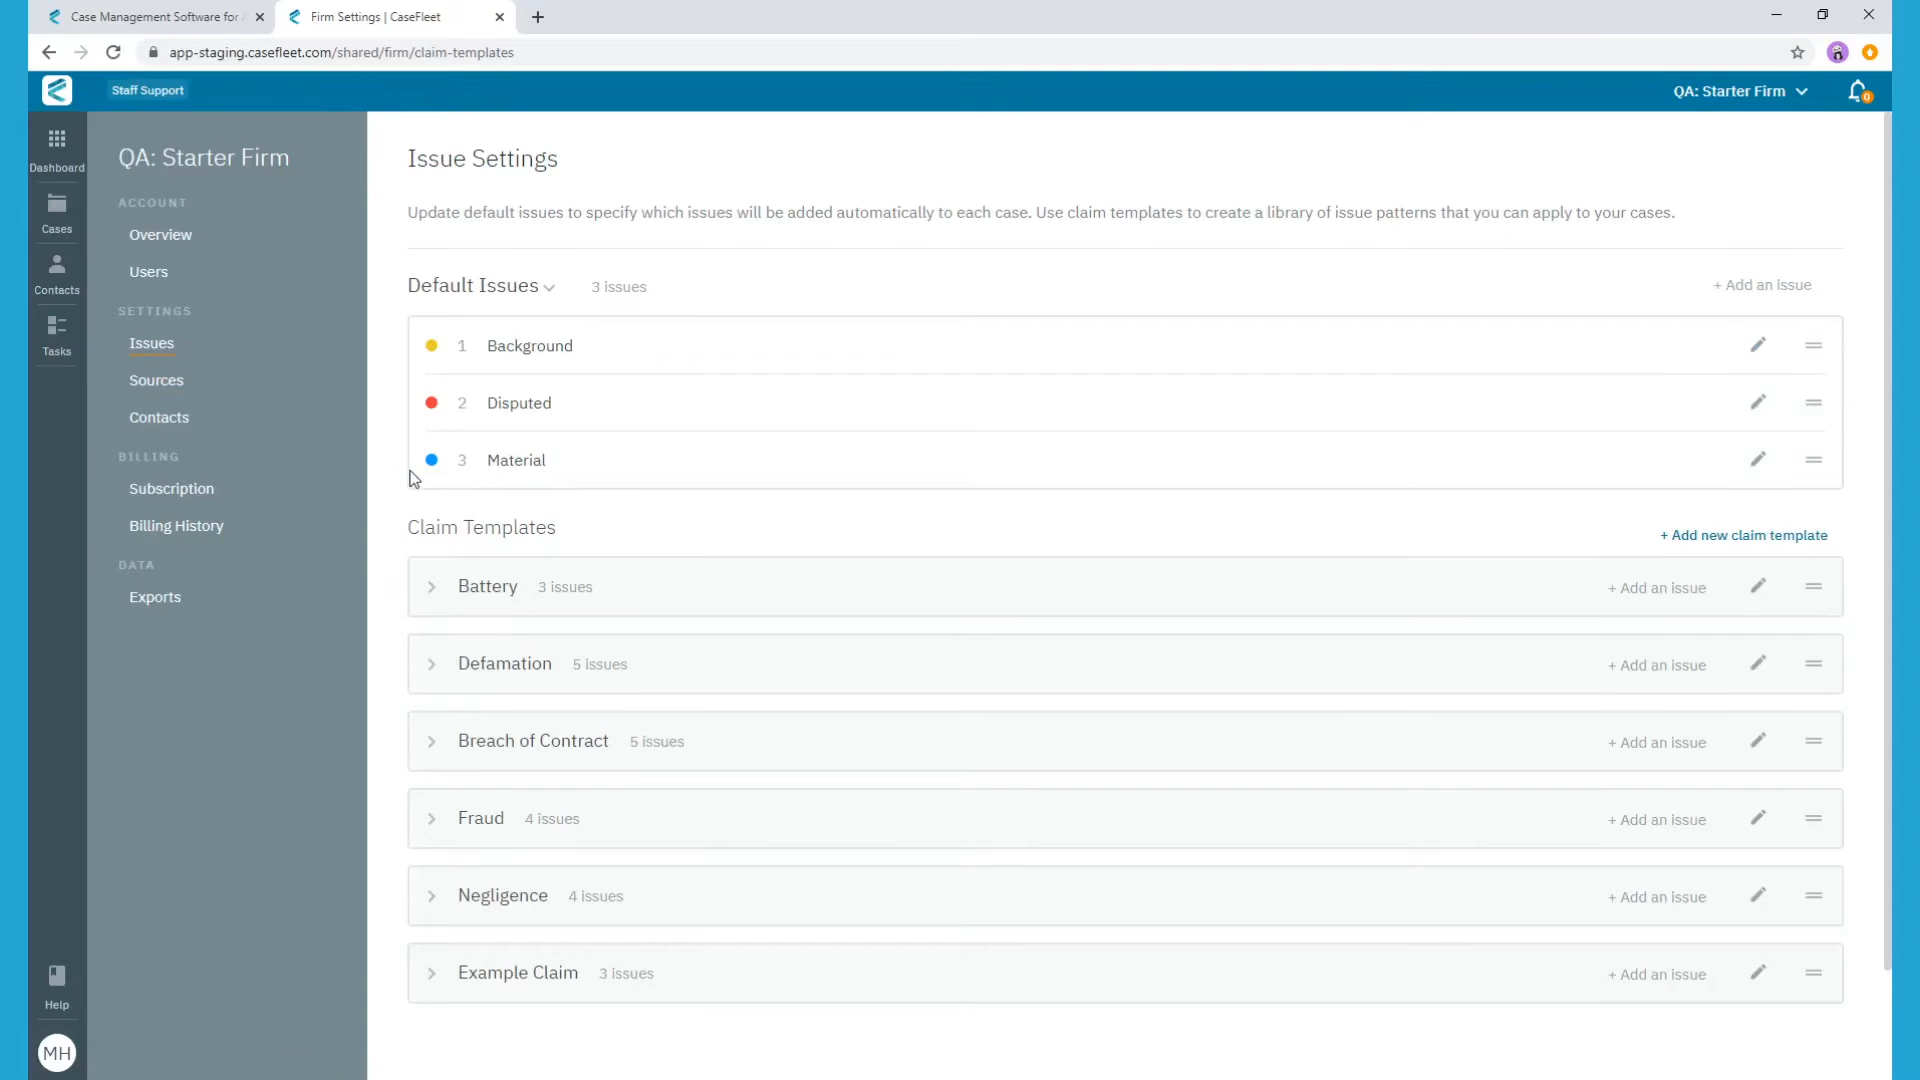 Case Management Software for
Firm Settings | CaseFleet
app-staging.casefleet.com/shared/firm/claim-templates
Staff Support
QA: Starter Firm
0
Dashboard
Cases
Contacts
Tasks
Help
MH
QA: Starter Firm
ACCOUNT
Overview
Users
SETTINGS
Issues
Sources
Contacts
BILLING
Subscription
Billing History
DATA
Exports
Issue Settings
Update default issues to specify which issues will be added automatically to each case. Use claim templates to create a library of issue patterns that you can apply to your cases.
Default Issues 3 issues + Add an issue
1 Background
2 Disputed
3 Material
Claim Templates
+ Add new claim template
Battery 3 issues + Add an issue
Defamation 5 issues + Add an issue
Breach of Contract 5 issues + Add an issue
Fraud 4 issues + Add an issue
Negligence 4 issues + Add an issue
Example Claim 3 issues + Add an issue